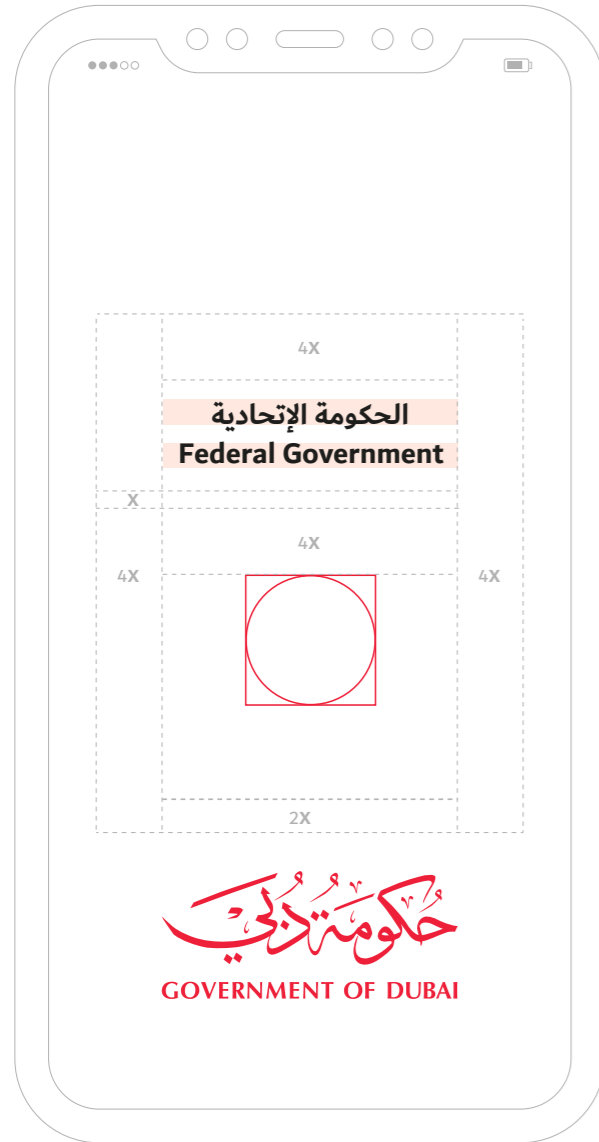 4X
الحكومة الإتحادية
Federal Government
X
4X
4X
4X
2X
حكومة دبي
GOVERNMENT OF DUBAI